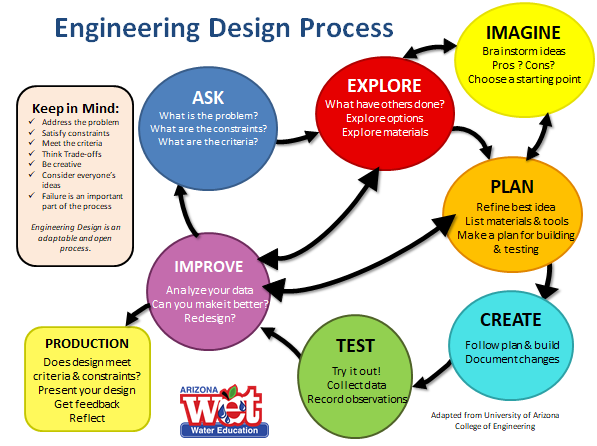 Engineering Design Process
IMAGINE
Brainstorm ideas
Pros ? Cons?
Choose a starting point
ASK
What is the problem?
What are the constraints?
What are the criteria?
EXPLORE
What have others done?
Explore options
Explore materials
Keep in Mind:
✓ Address the problem
✓ Satisfy constraints
✓ Meet the criteria
✓ Think Trade-offs
✓ Be creative
✓ Consider everyone's
ideas
✓ Failure is an important
part of the process
Engineering Design is an
adaptable and open
process.
PLAN
Refine best idea
List materials & tools
Make a plan for building
& testing
IMPROVE
Analyze your data
Can you make it better?
Redesign?
CREATE
Follow plan & build
Document changes
TEST
Try it out!
Collect data
Record observations
PRODUCTION
Does design meet
criteria & constraints?
Present your design
Get feedback
Reflect
ARIZONA
wet
Water Education
Adapted from University of Arizona
College of Engineering